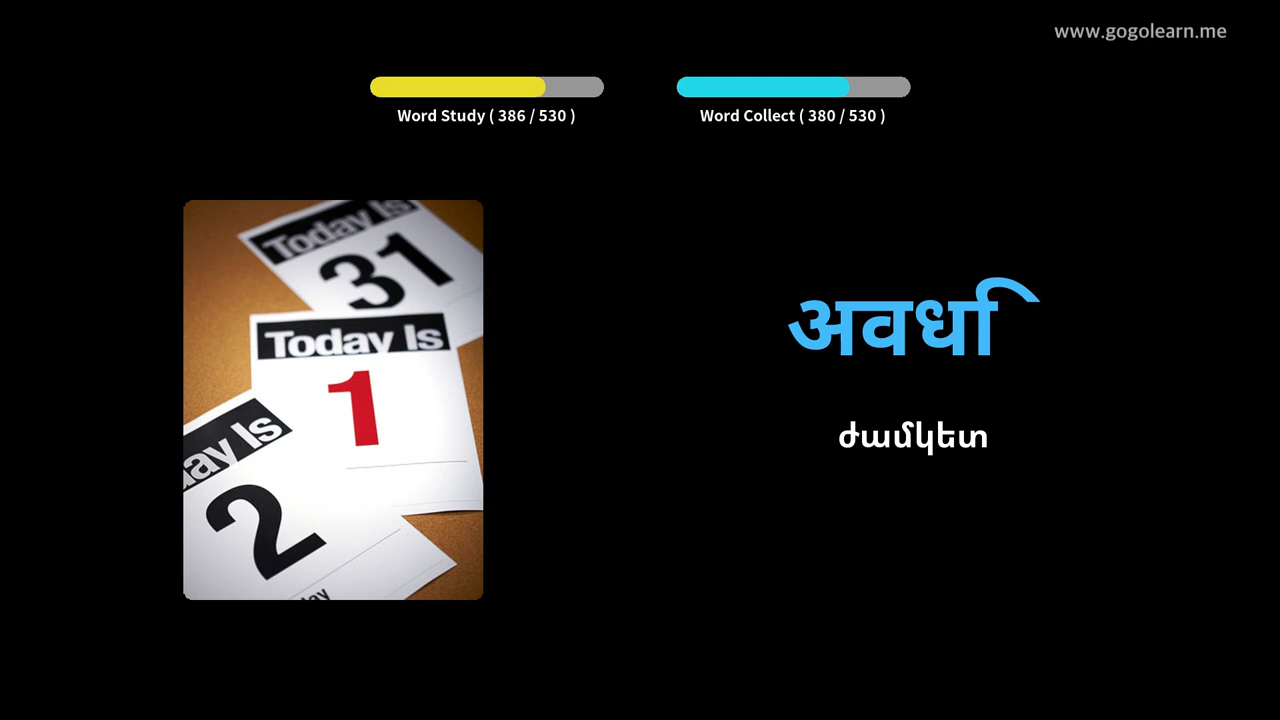 www.gogolearn.me
Word Study ( 386 / 530 )
Word Collect ( 380 / 530 )
Today Is
31
Today Is
1
ay Is
2
अवधि
ժամկետ